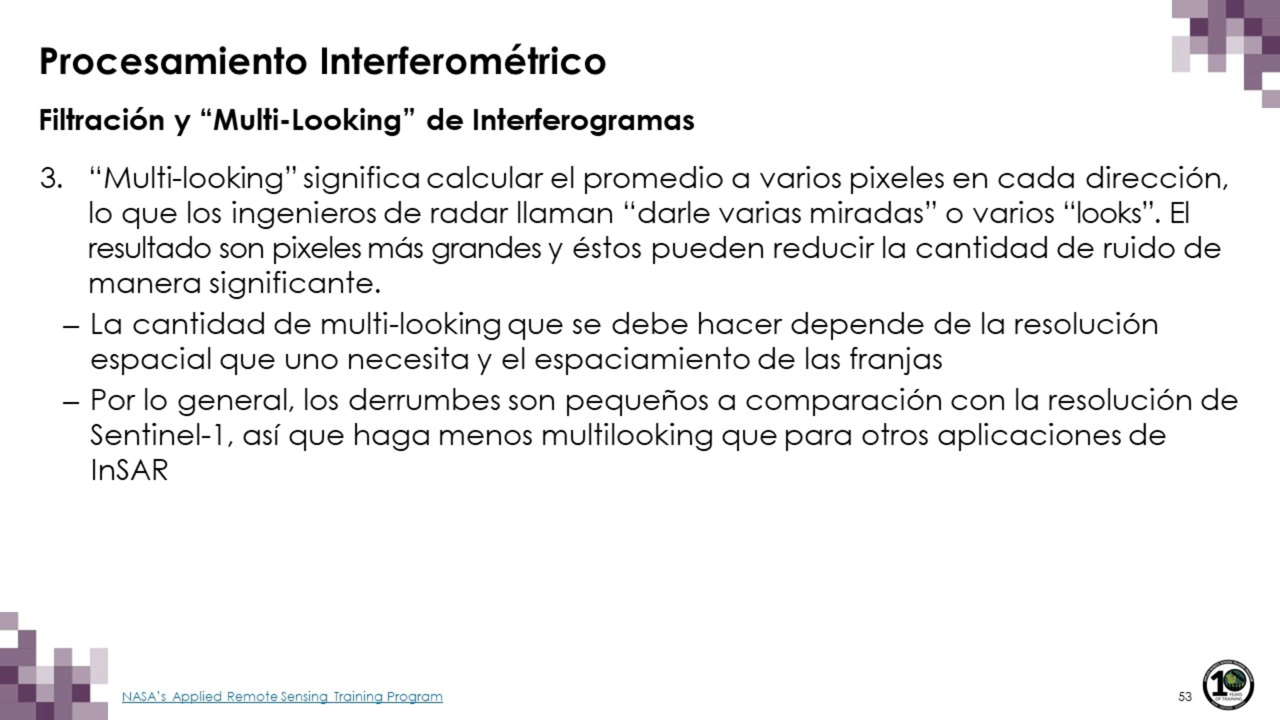 Procesamiento Interferométrico
Filtración y “Multi-Looking” de Interferogramas
3. “Multi-looking” significa calcular el promedio a varios pixeles en cada dirección,
lo que los ingenieros de radar llaman “darle varias miradas” o varios “looks”. El
resultado son pixeles más grandes y éstos pueden reducir la cantidad de ruido de
manera significante.
– La cantidad de multi-looking que se debe hacer depende de la resolución
espacial que uno necesita y el espaciamiento de las franjas
– Por lo general, los derrumbes son pequeños a comparación con la resolución de
Sentinel-1, así que haga menos multilooking que para otros aplicaciones de
InSAR
NASA's Applied Remote Sensing Training Program
53
10
YEARS
OF TRAINING